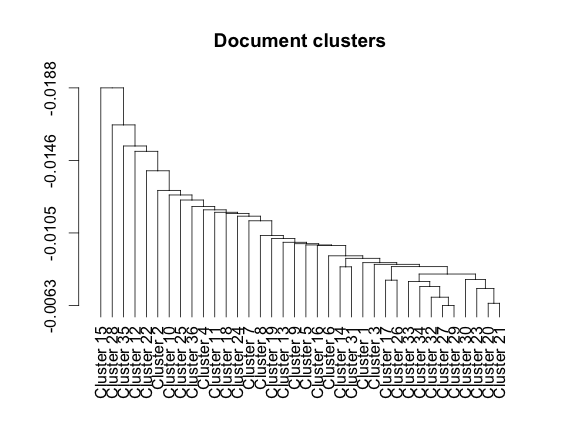 Document clusters
-0.0188
-0.0146
-0.0105
-0.0063
Cluster 15
Cluster 28
Cluster 35
Cluster 12
Cluster 22
Cluster 2
Cluster 10
Cluster 25
Cluster 36
Cluster 4
Cluster 11
Cluster 18
Cluster 24
Cluster 7
Cluster 8
Cluster 19
Cluster 13
Cluster 9
Cluster 5
Cluster 16
Cluster 6
Cluster 14
Cluster 31
Cluster 1
Cluster 3
Cluster 17
Cluster 26
Cluster 33
Cluster 34
Cluster 32
Cluster 27
Cluster 29
Cluster 30
Cluster 23
Cluster 20
Cluster 21